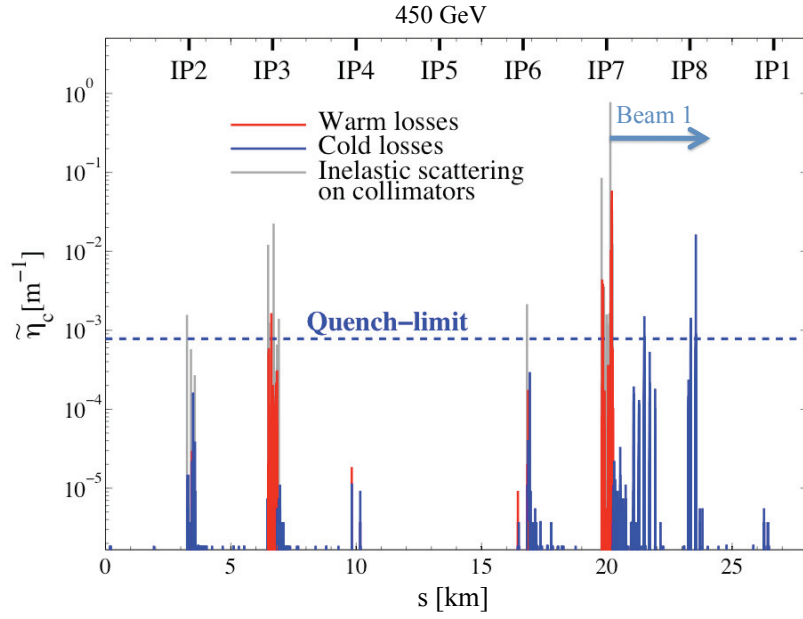 450 GeV
IP2 IP3 IP4 IP5 IP6 IP7 IP8 IP1
10⁰
Beam 1
Warm losses
Cold losses
Inelastic scattering
on collimators
10⁻¹
10⁻²
η̃c[m⁻¹]
Quench−limit
10⁻³
10⁻⁴
10⁻⁵
0 5 10 15 20 25
s [km]